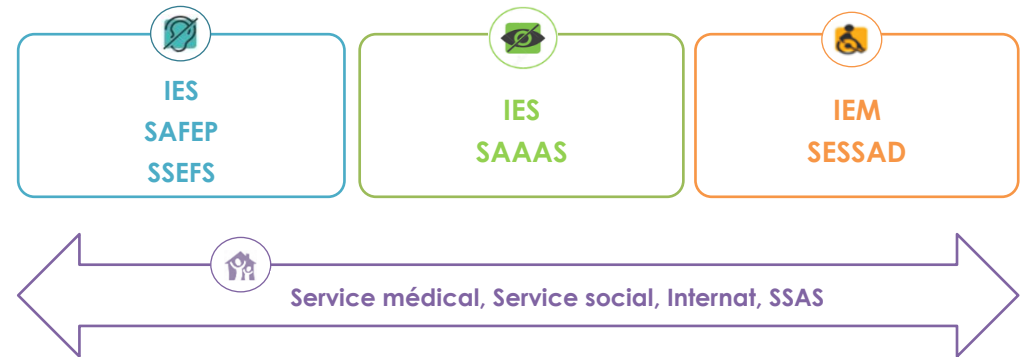 IES
SAFEP
SSEFS
IES
SAAAS
IEM
SESSAD
Service médical, Service social, Internat, SSAS